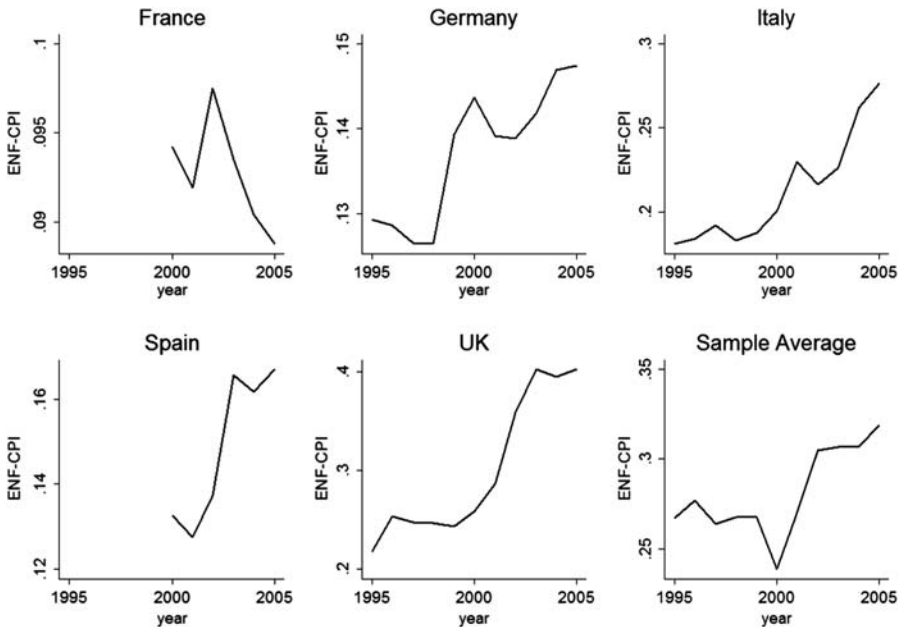 France
ENF-CPI
.09
.095
.1
1995
2000
2005
year
Germany
ENF-CPI
.13
.14
.15
1995
2000
2005
year
Italy
ENF-CPI
.2
.25
.3
1995
2000
2005
year
Spain
ENF-CPI
.12
.14
.16
1995
2000
2005
year
UK
ENF-CPI
.2
.3
.4
1995
2000
2005
year
Sample Average
ENF-CPI
.25
.3
.35
1995
2000
2005
year